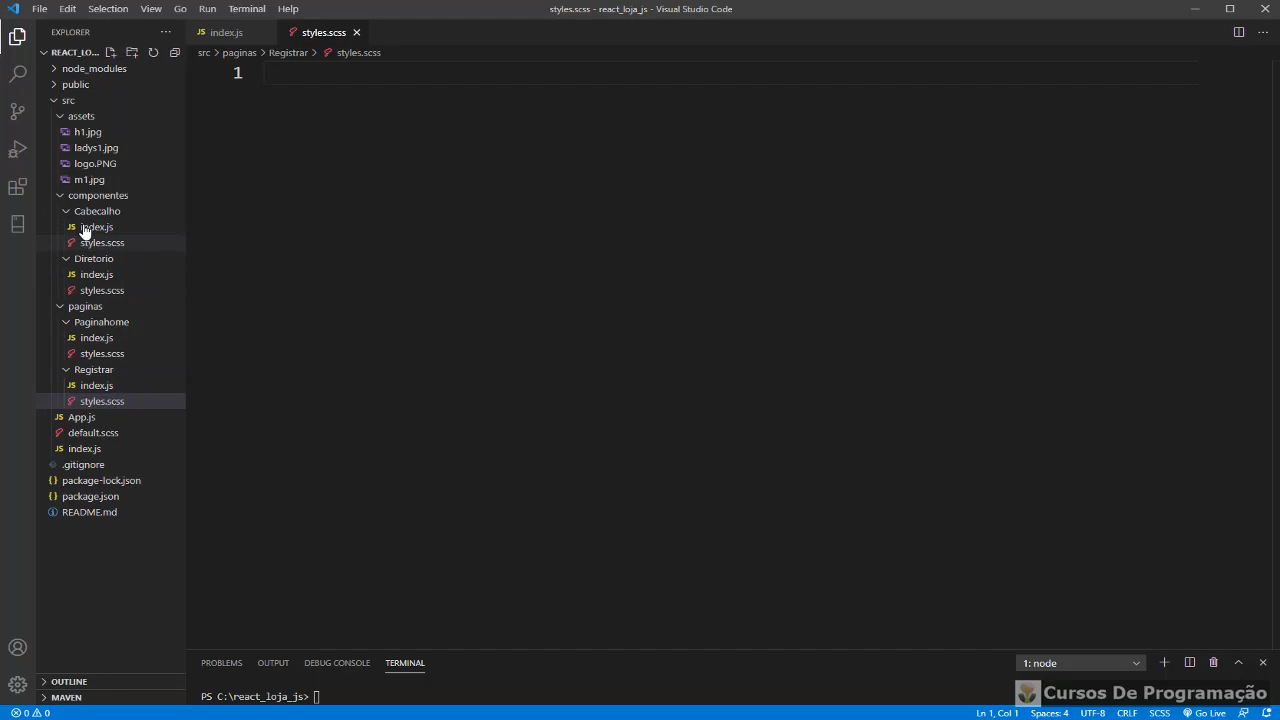 File Edit Selection View Go Run Terminal Help
styles.scss - react_loja_js - Visual Studio Code
EXPLORER
REACT_LO...
node_modules
public
src
assets
h1.jpg
ladys1.jpg
logo.PNG
m1.jpg
componentes
Cabecalho
index.js
styles.scss
Diretorio
index.js
styles.scss
paginas
Paginahome
index.js
styles.scss
Registrar
index.js
styles.scss
App.js
default.scss
index.js
.gitignore
package-lock.json
package.json
README.md
OUTLINE
MAVEN
index.js styles.scss
src > paginas > Registrar > styles.scss
1
PROBLEMS OUTPUT DEBUG CONSOLE TERMINAL
1: node
PS C:\react_loja_js>
Cursos De Programação
0 0
Ln 1, Col 1 Spaces: 4 UTF-8 CRLF SCSS Go Live